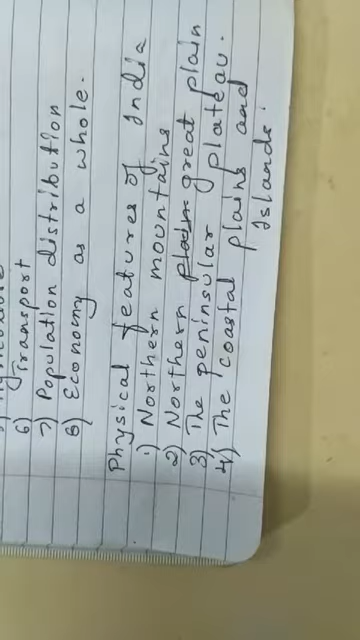 6) Transport
7) Population distribution
8) Economy as a whole.
Physical features of India
1) Northern mountains
2) Northern great plain
3) The peninsular plateau.
4) The coastal plains and
Islands.